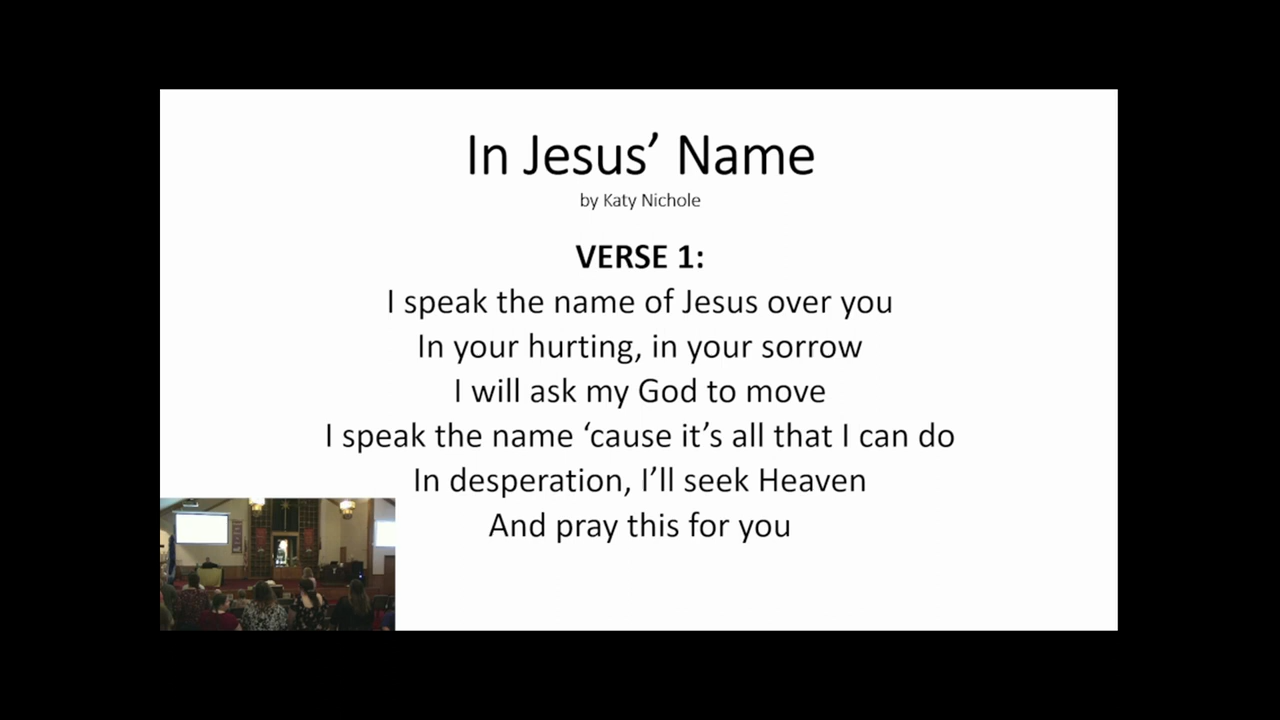 In Jesus’ Name
by Katy Nichole
VERSE 1:
I speak the name of Jesus over you
In your hurting, in your sorrow
I will ask my God to move
I speak the name ‘cause it’s all that I can do
In desperation, I’ll seek Heaven
And pray this for you